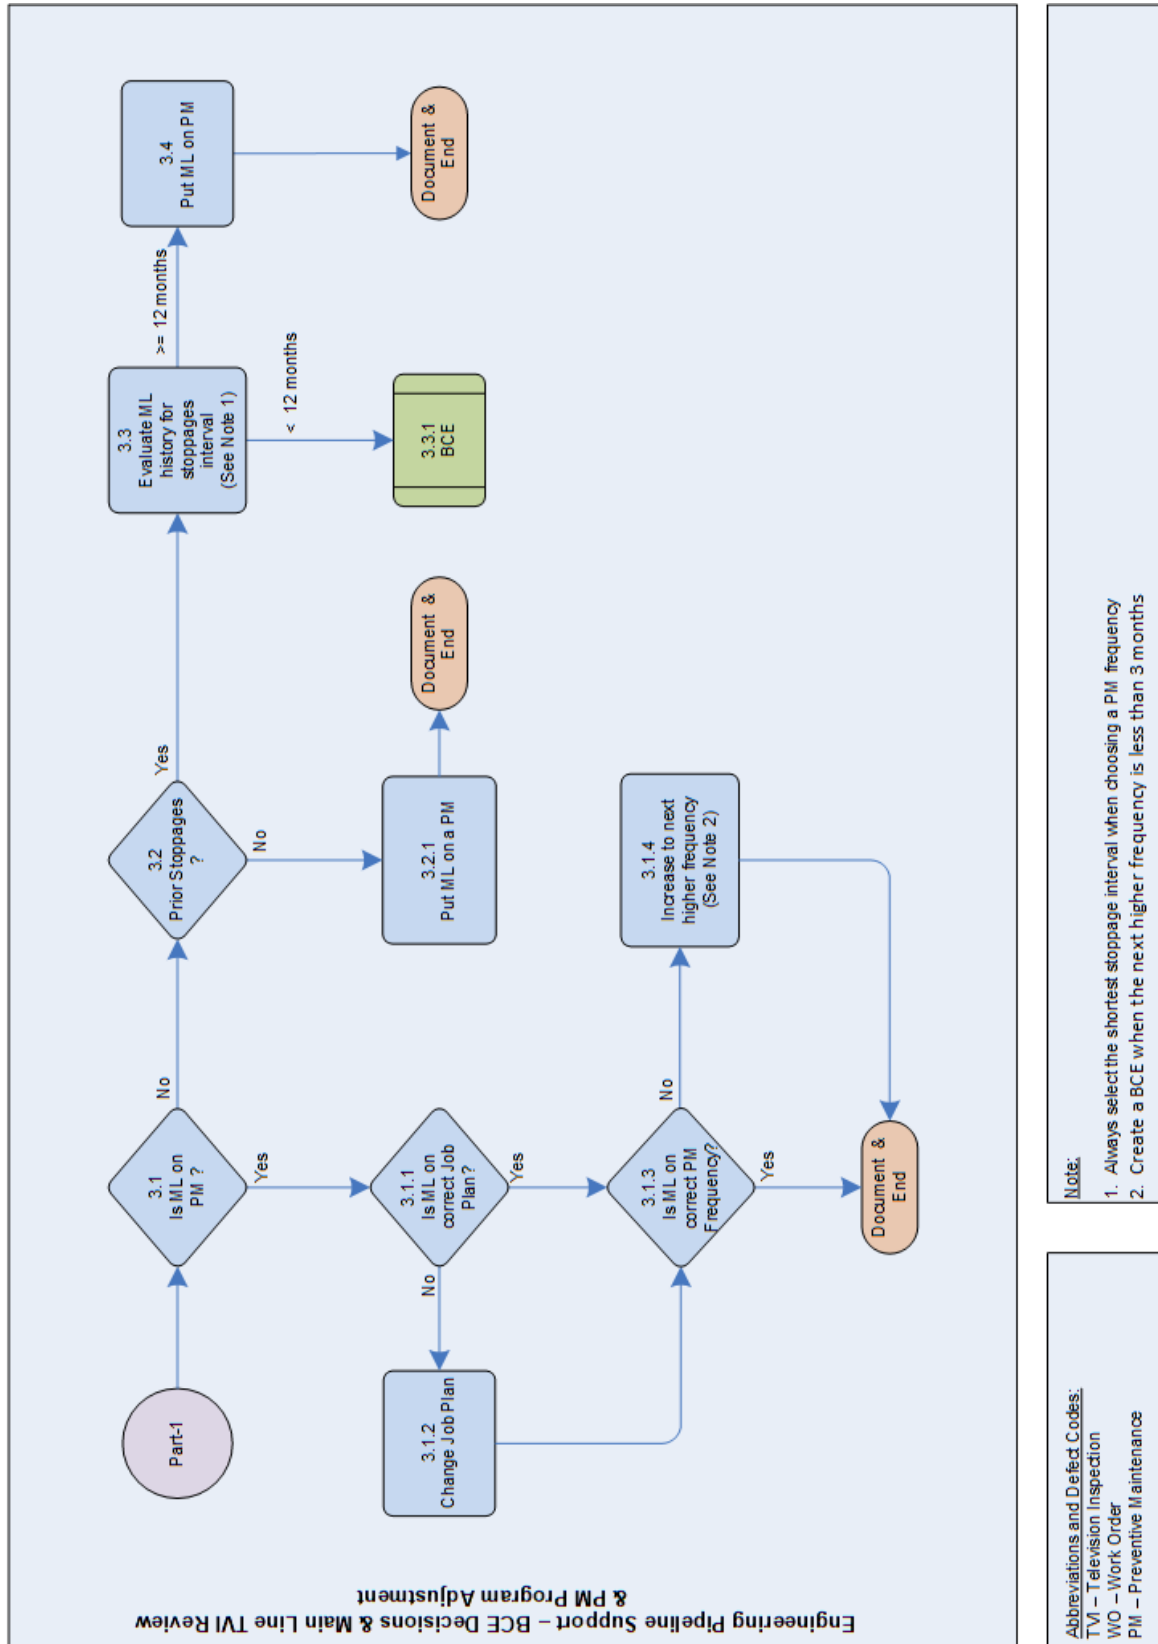 Engineering Pipeline Support – BCE Decisions & Main Line TVI Review
& PM Program Adjustment
Part-1
3.1
Is ML on
PM ?
No
Yes
3.2
Prior Stoppages
?
Yes
No
3.3
Evaluate ML
history for
stoppages
interval
(See Note 1)
>= 12 months
< 12 months
3.4
Put ML on PM
Document &
End
3.3.1
BCE
3.2.1
Put ML on a PM
Document &
End
3.1.1
Is ML on
correct Job
Plan?
No
Yes
3.1.2
Change Job Plan
3.1.3
Is ML on
correct PM
Frequency?
No
Yes
3.1.4
Increase to next
higher frequency
(See Note 2)
Document &
End
Abbreviations and Defect Codes:
TVI – Television Inspection
WO – Work Order
PM – Preventive Maintenance
Note:
1. Always select the shortest stoppage interval when choosing a PM frequency
2. Create a BCE when the next higher frequency is less than 3 months